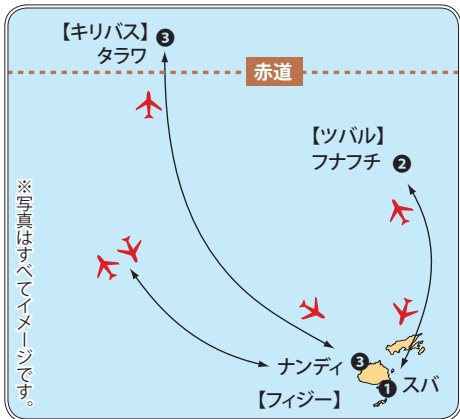 【キリバス】❸
タラワ
赤道
【ツバル】
フナフチ ❷
※写真はすべてイメージです。
ナンディ ❸
❶ スバ
【フィジー】